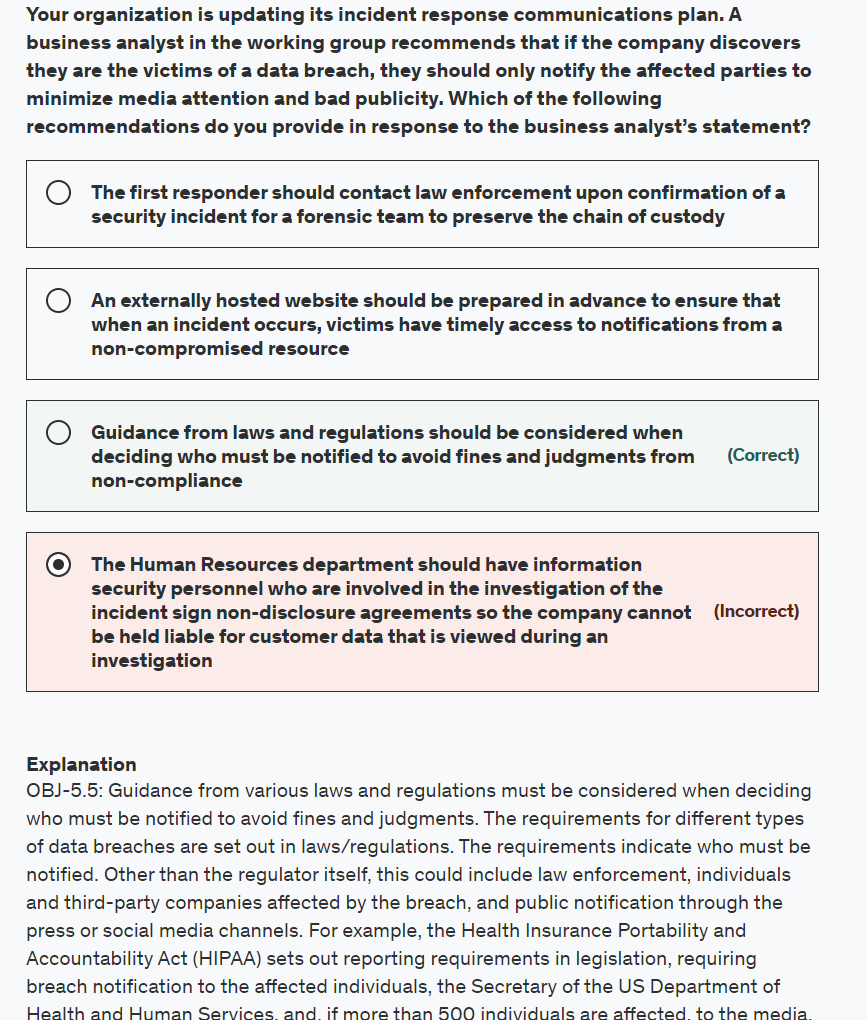 Your organization is updating its incident response communications plan. A
business analyst in the working group recommends that if the company discovers
they are the victims of a data breach, they should only notify the affected parties to
minimize media attention and bad publicity. Which of the following
recommendations do you provide in response to the business analyst's statement?
The first responder should contact law enforcement upon confirmation of a
security incident for a forensic team to preserve the chain of custody
An externally hosted website should be prepared in advance to ensure that
when an incident occurs, victims have timely access to notifications from a
non-compromised resource
Guidance from laws and regulations should be considered when
deciding who must be notified to avoid fines and judgments from
non-compliance
(Correct)
The Human Resources department should have information
security personnel who are involved in the investigation of the
incident sign non-disclosure agreements so the company cannot
be held liable for customer data that is viewed during an
investigation
(Incorrect)
Explanation
OBJ-5.5: Guidance from various laws and regulations must be considered when deciding
who must be notified to avoid fines and judgments. The requirements for different types
of data breaches are set out in laws/regulations. The requirements indicate who must be
notified. Other than the regulator itself, this could include law enforcement, individuals
and third-party companies affected by the breach, and public notification through the
press or social media channels. For example, the Health Insurance Portability and
Accountability Act (HIPAA) sets out reporting requirements in legislation, requiring
breach notification to the affected individuals, the Secretary of the US Department of
Health and Human Services, and, if more than 500 individuals are affected, to the media.